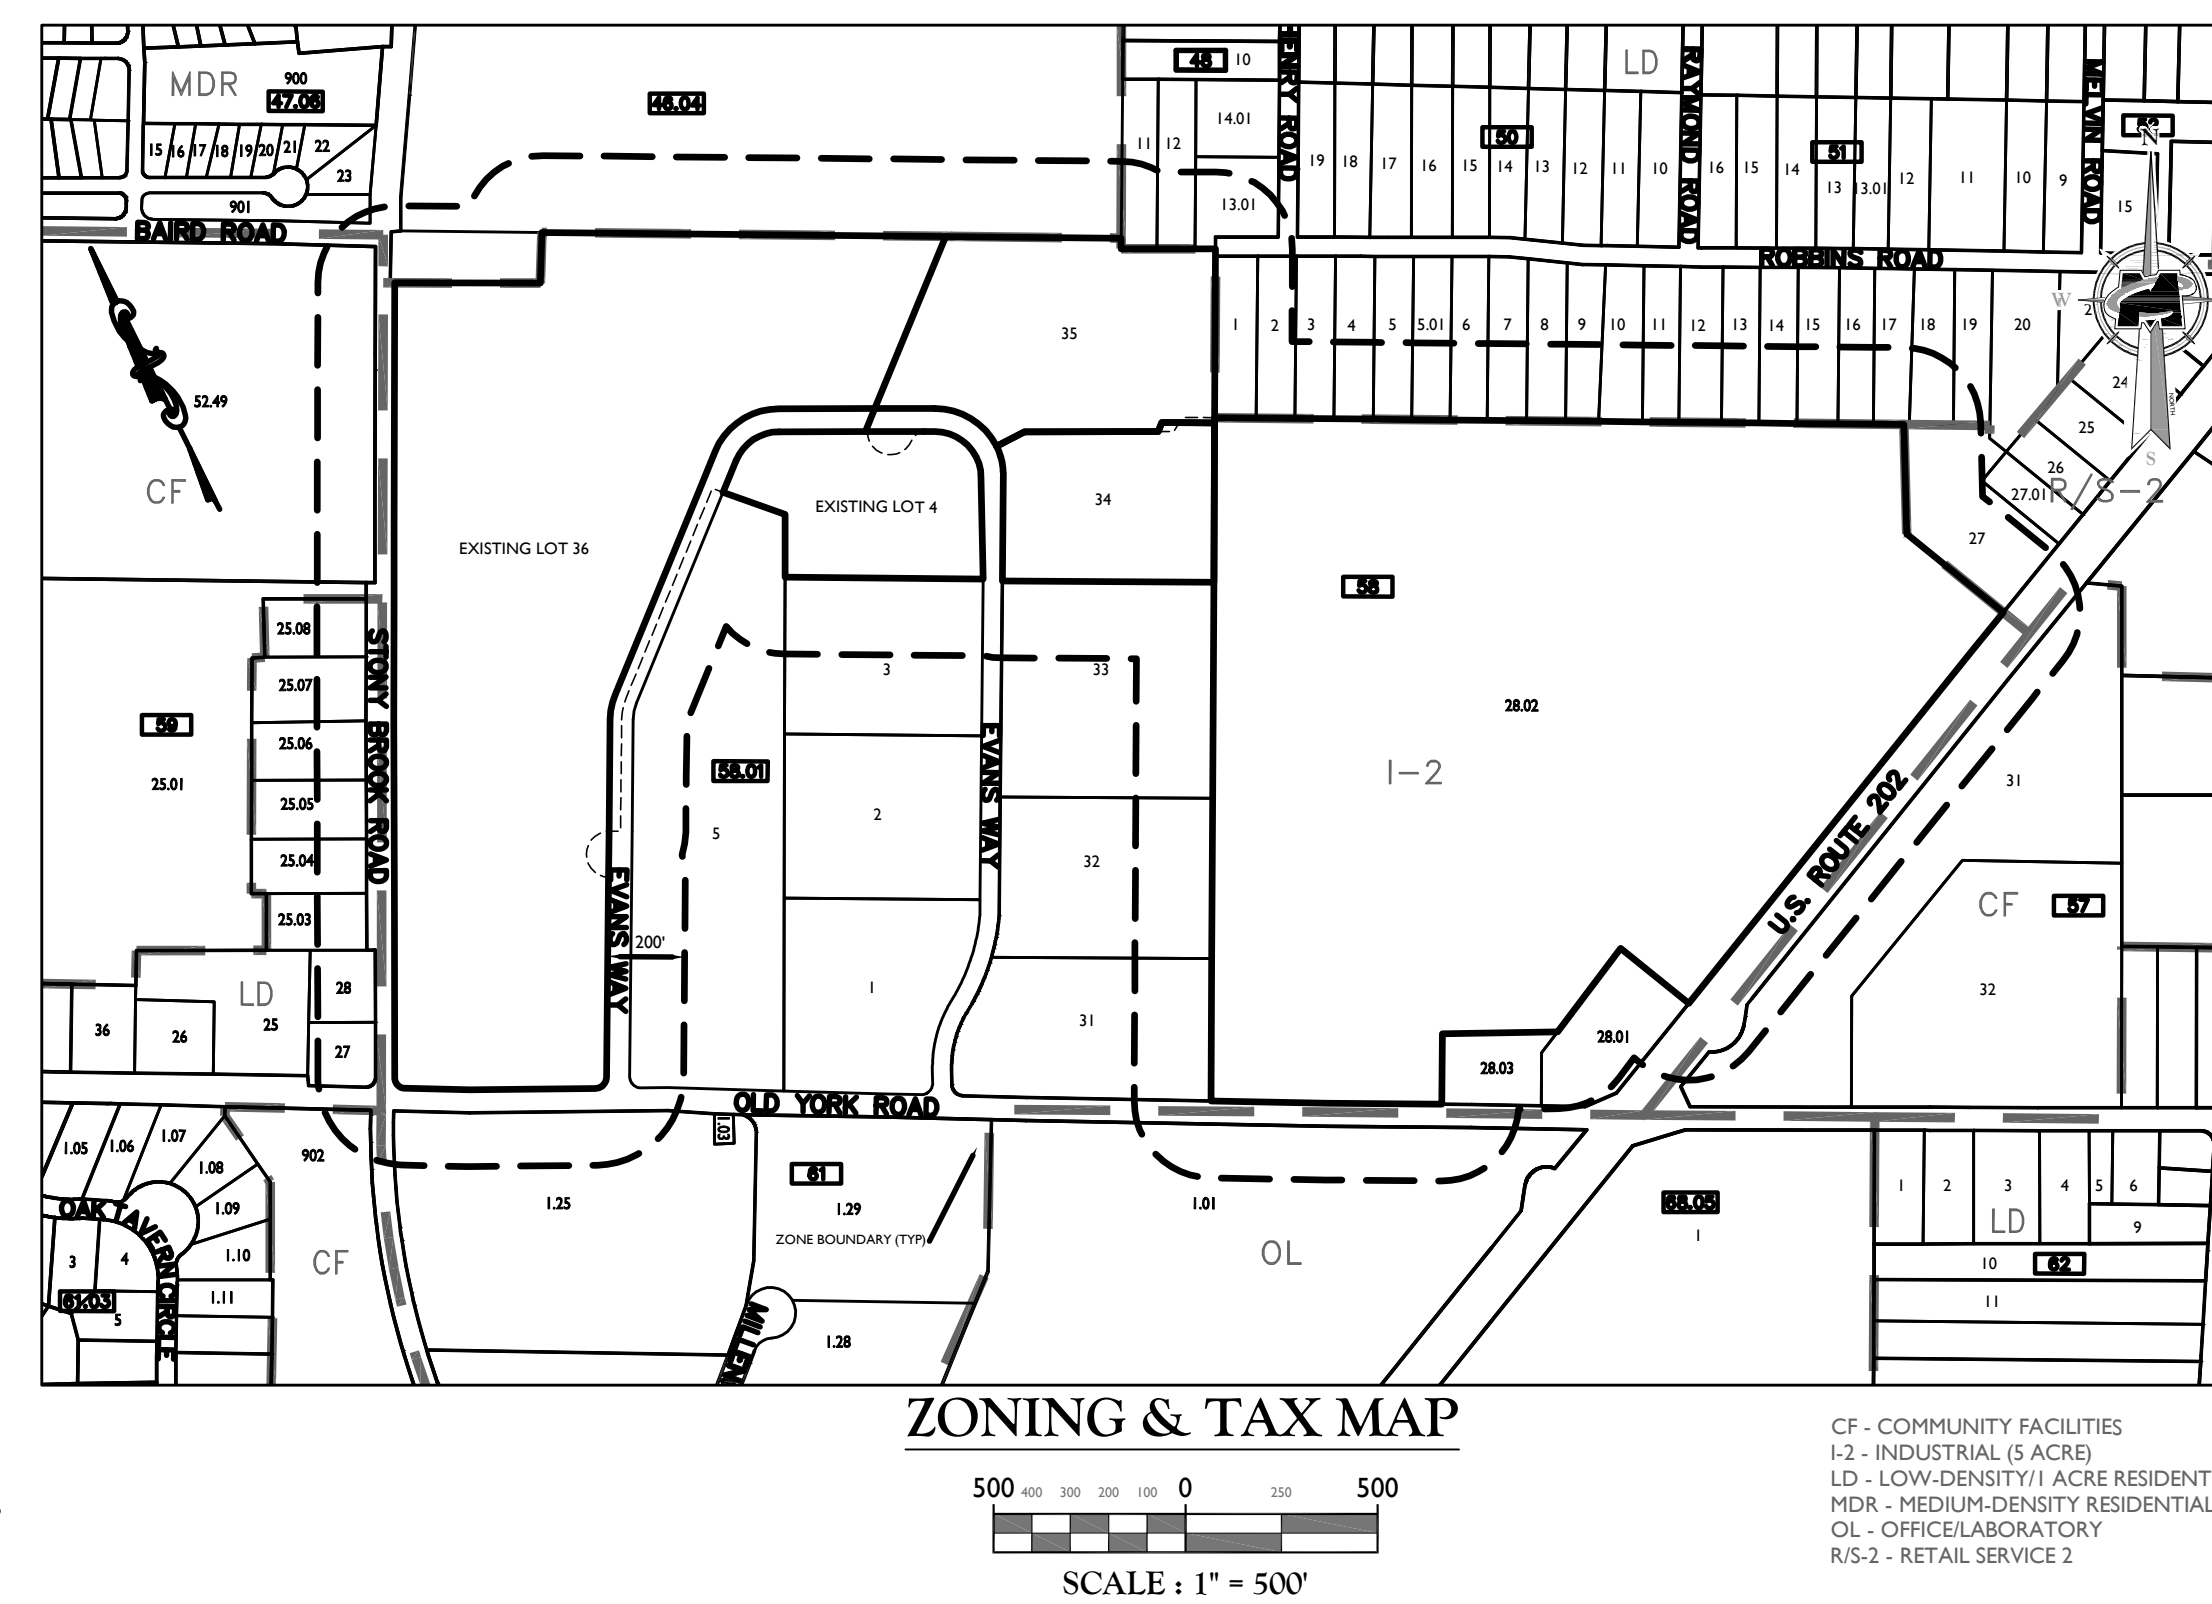 MDR
900
47.06
15 16 17 18 19 20 21 22
23
901
BAIRD ROAD
46.04
48 10
11 12 14.01
13.01
HENRY ROAD
LD
50
19 18 17 16 15 14 13 12 11 10
RAYMOND ROAD
51
16 15 14 13 13.01 12 11 10 9
MELVIN ROAD
15
N
W
S
NORTH
ROBBINS ROAD
1 2 3 4 5 5.01 6 7 8 9 10 11 12 13 14 15 16 17 18 19 20
24
25
26
27.01
R/S-2
27
52.49
CF
35
EXISTING LOT 4
34
EXISTING LOT 36
58
28.02
I-2
25.08
25.07
25.06
25.05
25.04
25.03
59
25.01
STONY BROOK ROAD
58.01
5
3
2
1
33
32
31
EVANS WAY
EVANS WAY
200'
U.S. ROUTE 202
31
CF
57
32
28.01
28.03
LD
28
25
27
36
26
OLD YORK ROAD
1.05
1.06
1.07
1.08
1.09
1.10
1.11
902
CF
OAK TAVERN CIRCLE
3
4
61.03
5
1.25
1.03
61
1.29
ZONE BOUNDARY (TYP)
1.28
MILLEN
1.01
OL
68.05
1
1 2 3 4 5 6
LD
9
10
62
11
ZONING & TAX MAP
500 400 300 200 100 0 250 500
SCALE : 1" = 500'
CF - COMMUNITY FACILITIES
I-2 - INDUSTRIAL (5 ACRE)
LD - LOW-DENSITY/1 ACRE RESIDENT
MDR - MEDIUM-DENSITY RESIDENTIAL
OL - OFFICE/LABORATORY
R/S-2 - RETAIL SERVICE 2